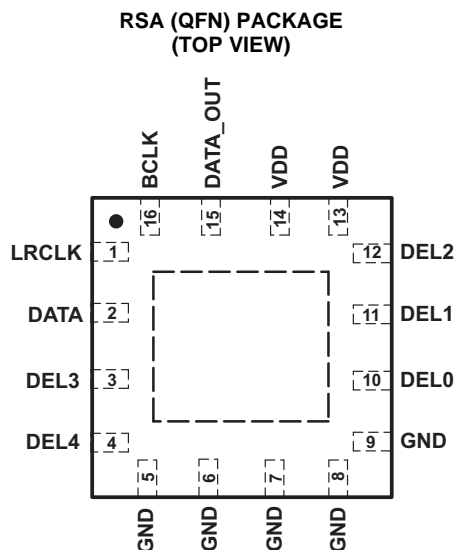 RSA (QFN) PACKAGE
(TOP VIEW)
BCLK
DATA_OUT
VDD
VDD
16
15
14
13
LRCLK 1
12 DEL2
DATA 2
11 DEL1
DEL3 3
10 DEL0
DEL4 4
9 GND
5
6
7
8
GND
GND
GND
GND